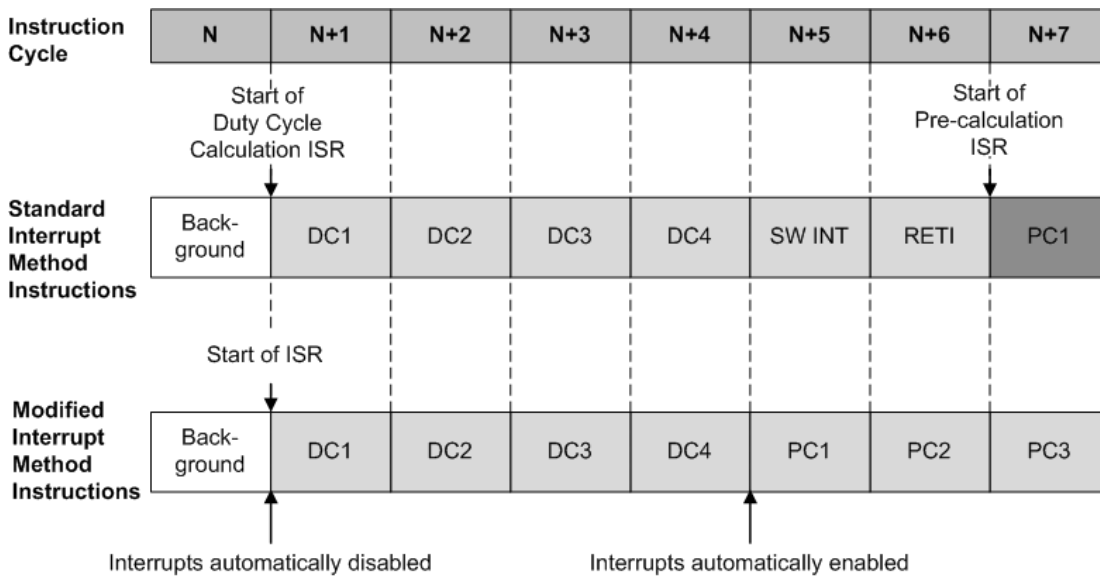 Instruction
Cycle
N
N+1
N+2
N+3
N+4
N+5
N+6
N+7
Start of
Duty Cycle
Calculation ISR
Start of
Pre-calculation
ISR
Standard
Interrupt
Method
Instructions
Back-
ground
DC1
DC2
DC3
DC4
SW INT
RETI
PC1
Start of ISR
Modified
Interrupt
Method
Instructions
Back-
ground
DC1
DC2
DC3
DC4
PC1
PC2
PC3
Interrupts automatically disabled
Interrupts automatically enabled